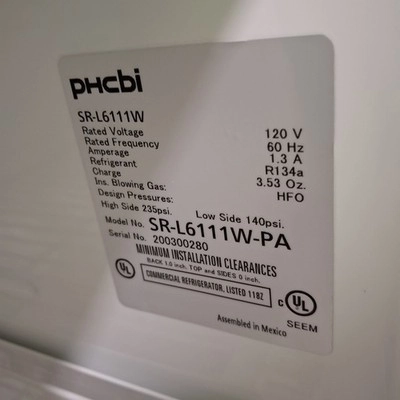 PHCbi
SR-L6111W
Rated Voltage 120 V
Rated Frequency 60 Hz
Amperage 1.3 A
Refrigerant R134a
Charge 3.53 Oz.
Ins. Blowing Gas: HFO
Design Pressures:
High Side 235psi. Low Side 140psi.
Model No. SR-L6111W-PA
Serial No. 200300280
MINIMUM INSTALLATION CLEARANCES
BACK 1.0 inch, TOP and SIDES 0 inch.
UL COMMERCIAL REFRIGERATOR, LISTED 118Z c UL
Assembled in Mexico SEEM